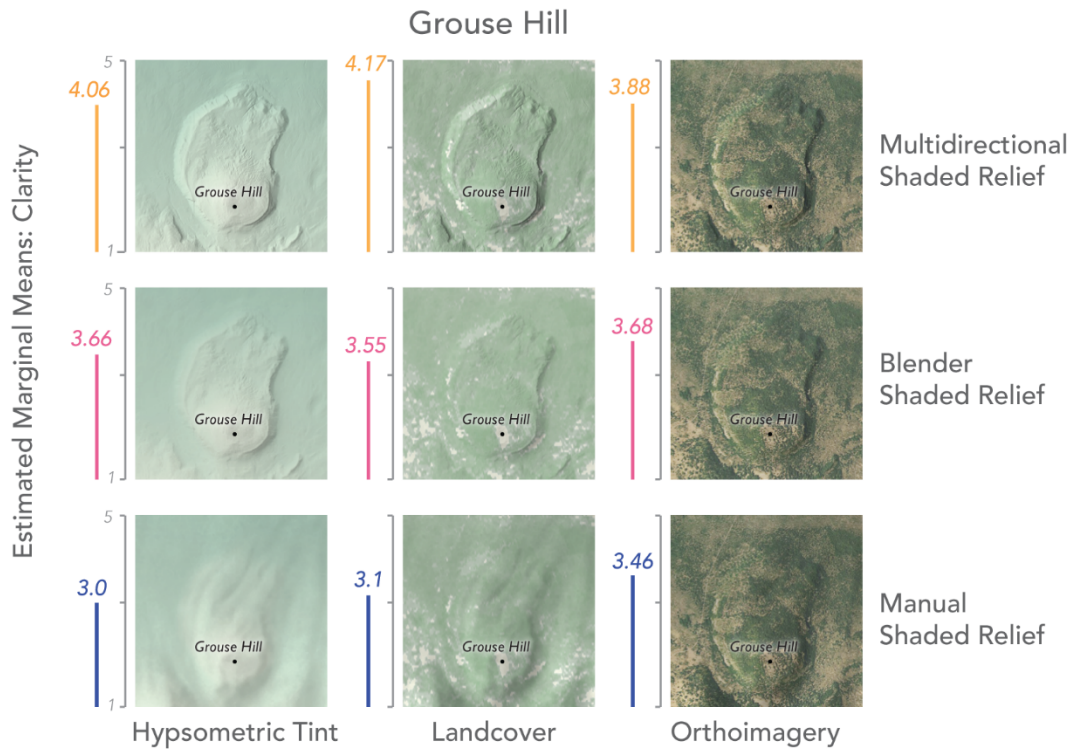 Grouse Hill
Estimated Marginal Means: Clarity
5
4.06
1
Grouse Hill
4.17
Grouse Hill
3.88
Grouse Hill
Multidirectional
Shaded Relief
5
3.66
1
Grouse Hill
3.55
Grouse Hill
3.68
Grouse Hill
Blender
Shaded Relief
5
3.0
1
Grouse Hill
3.1
Grouse Hill
3.46
Grouse Hill
Manual
Shaded Relief
Hypsometric Tint
Landcover
Orthoimagery